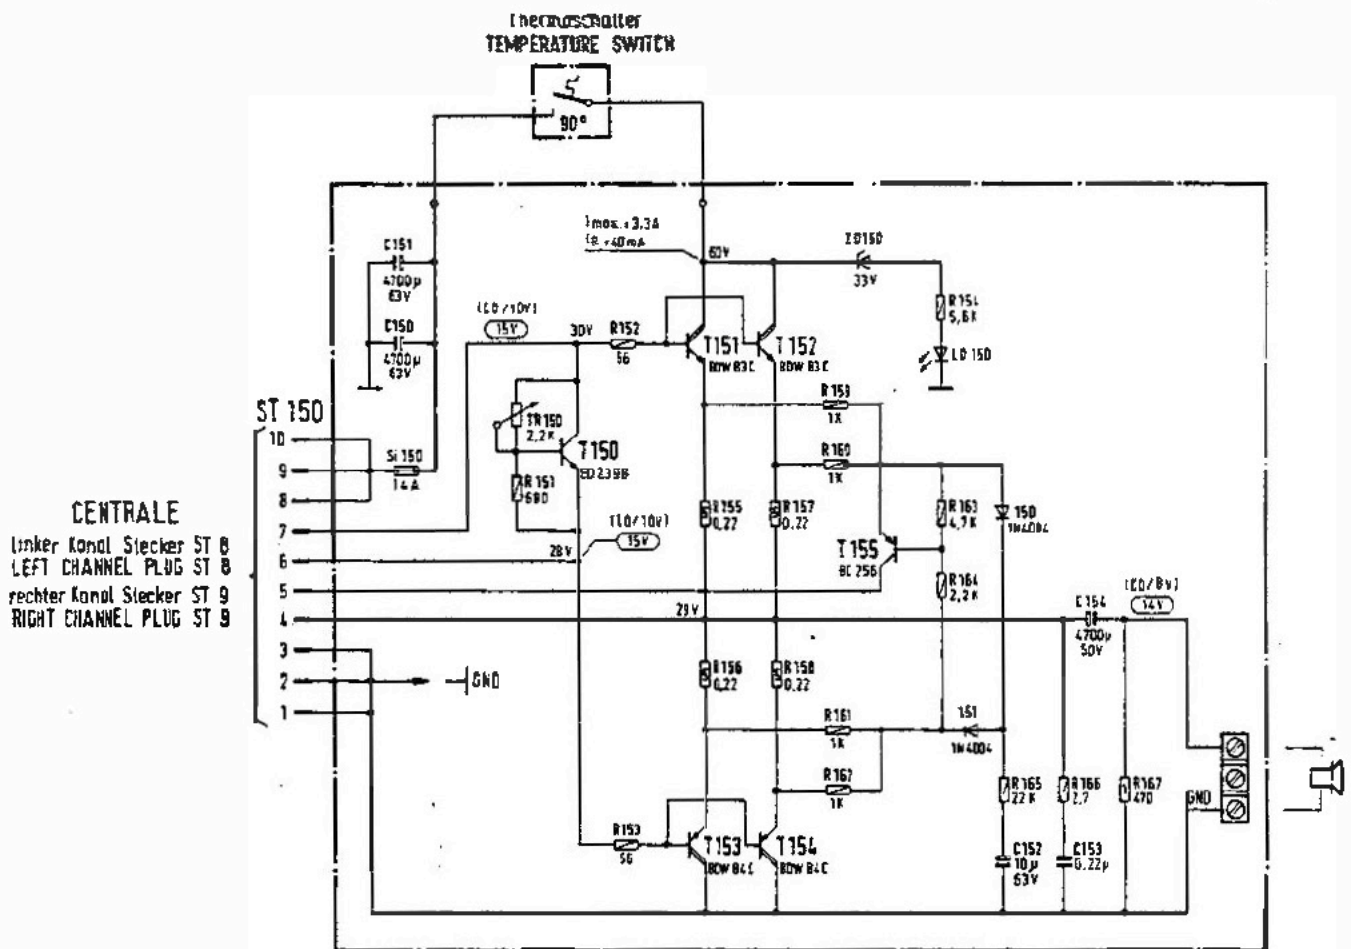 Thermoschalter
TEMPERATURE SWITCH
90°
Imax.=3,3A
IR =40mA
60V
ZD150
33V
C151
4700µ
63V
C150
4700µ
63V
R154
5,6K
LD 150
(C0/10V)
15V
30V
R152
56
T151
BDW 83C
T152
BDW 83C
ST 150
10
9
8
7
6
5
4
3
2
1
Si 150
TR150
2,2K
T150
BD 239B
R151
680
R159
1K
R160
1K
R155
0,22
R157
0,22
R163
4,7K
150
1N4004
CENTRALE
linker Kanal Stecker ST 8
LEFT CHANNEL PLUG ST 8
rechter Kanal Stecker ST 9
RIGHT CHANNEL PLUG ST 9
15V
28V
T155
BC 256
R164
2,2K
29V
C154
4700µ
50V
14V
GND
R156
0,22
R158
0,22
R161
1K
151
1N4004
R162
1K
R165
22K
R166
2,7
R167
470
GND
R153
56
T153
BDW 84C
T154
BDW 84C
C152
10µ
63V
C153
0,22µ